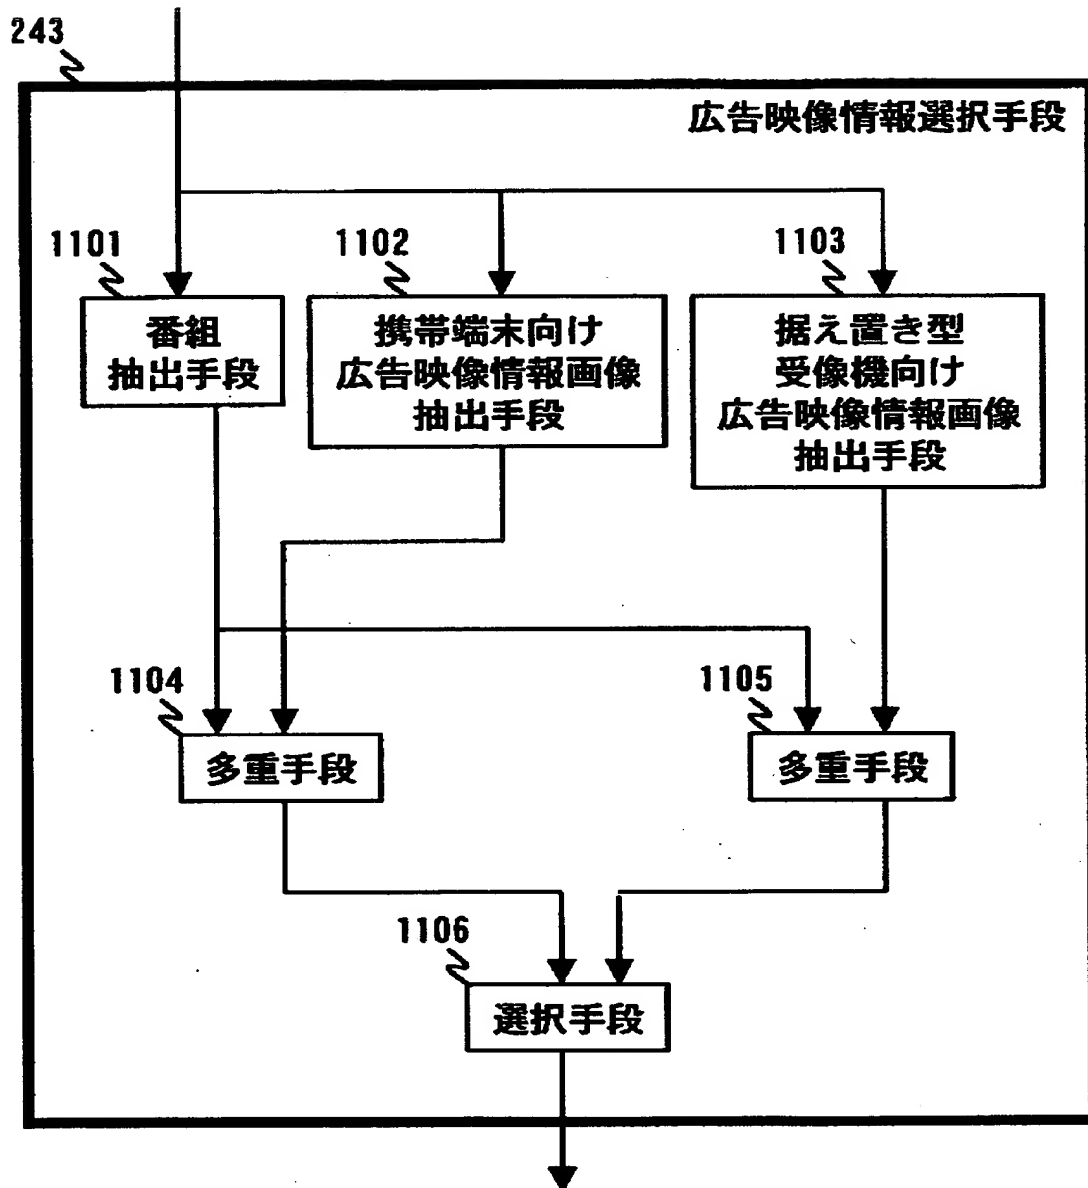 243
広告映像情報選択手段
1101
番組
抽出手段
1102
携帯端末向け
広告映像情報画像
抽出手段
1103
据え置き型
受像機向け
広告映像情報画像
抽出手段
1104
多重手段
1105
多重手段
1106
選択手段